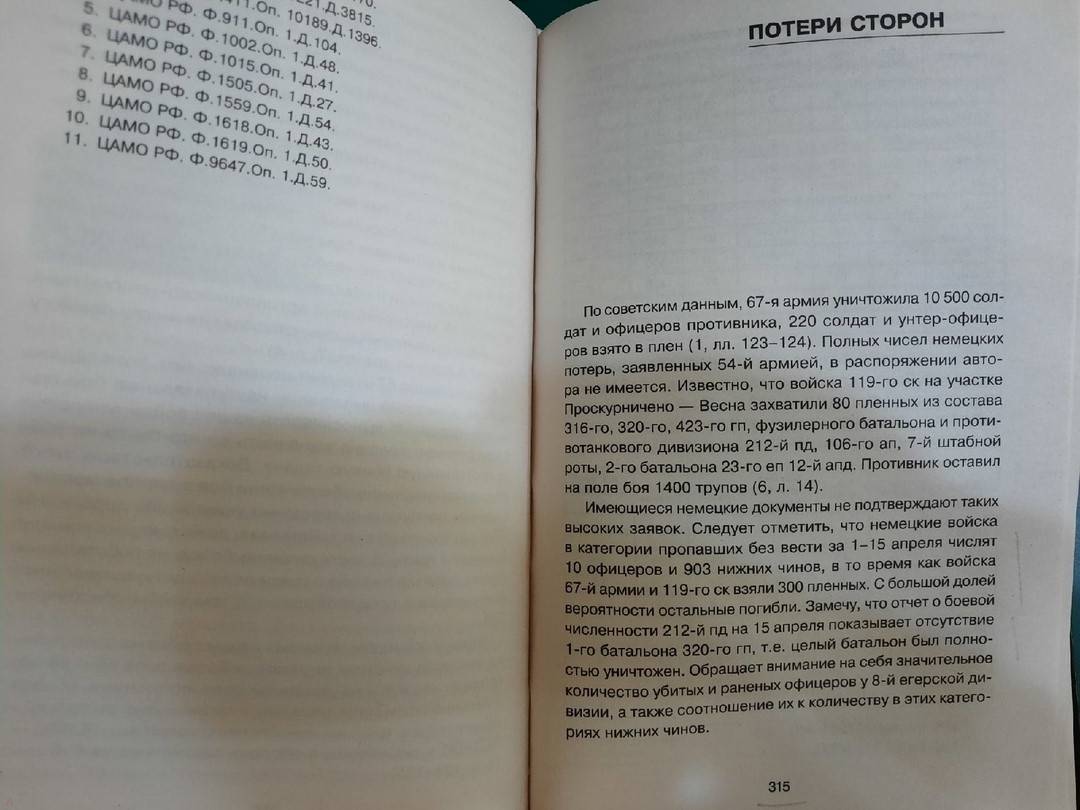 5. ЦАМО РФ. Ф.911.Оп. 10189.Д.1396.
6. ЦАМО РФ. Ф.1002.Оп. 1.Д.48.
7. ЦАМО РФ. Ф.1015.Оп. 1.Д.41.
8. ЦАМО РФ. Ф.1505.Оп. 1.Д.27.
9. ЦАМО РФ. Ф.1559.Оп. 1.Д.54.
10. ЦАМО РФ. Ф.1618.Оп. 1.Д.43.
11. ЦАМО РФ. Ф.1619.Оп. 1.Д.50.
ЦАМО РФ. Ф.9647.Оп. 1.Д.59.
ПОТЕРИ СТОРОН
По советским данным, 67-я армия уничтожила 10 500 сол-
дат и офицеров противника, 220 солдат и унтер-офице-
ров взято в плен (1, лл. 123–124). Полных чисел немецких
потерь, заявленных 54-й армией, в распоряжении авто-
ра не имеется. Известно, что войска 119-го ск на участке
Проскурничено — Весна захватили 80 пленных из состава
316-го, 320-го, 423-го гп, фузилерного батальона и проти-
вотанкового дивизиона 212-й пд, 106-го ап, 7-й штабной
роты, 2-го батальона 23-го еп 12-й апд. Противник оставил
на поле боя 1400 трупов (6, л. 14).
Имеющиеся немецкие документы не подтверждают таких
высоких заявок. Следует отметить, что немецкие войска
в категории пропавших без вести за 1–15 апреля числят
10 офицеров и 903 нижних чинов, в то время как войска
67-й армии и 119-го ск взяли 300 пленных. С большой долей
вероятности остальные погибли. Замечу, что отчет о боевой
численности 212-й пд на 15 апреля показывает отсутствие
1-го батальона 320-го гп, т.е. целый батальон был полно-
стью уничтожен. Обращает внимание на себя значительное
количество убитых и раненых офицеров у 8-й егерской ди-
визии, а также соотношение их к количеству в этих катего-
риях нижних чинов.
315